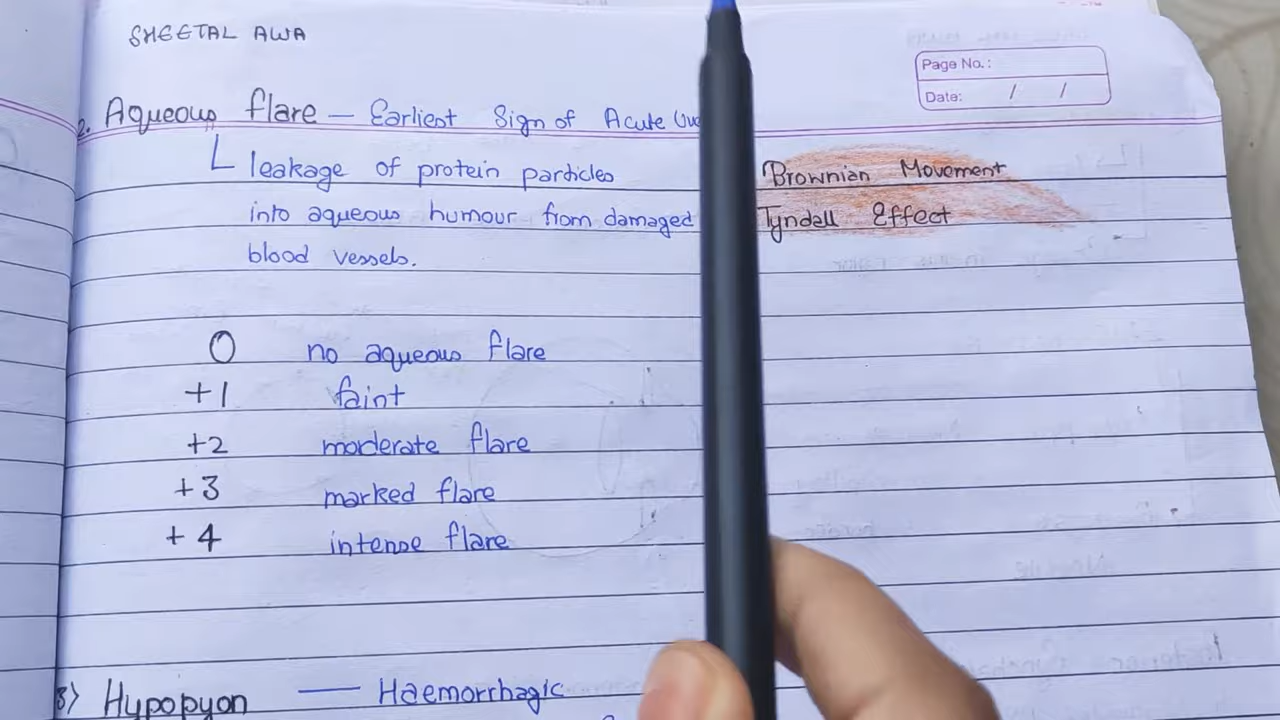 SHEETAL AWA
Page No.:
Date: / /
2. Aqueous flare — Earliest Sign of Acute
leakage of protein particles
Brownian Movement
into aqueous humour from damaged
Tyndall Effect
blood vessels.
0 no aqueous flare
+1 faint
+2 moderate flare
+3 marked flare
+4 intense flare
3) Hypopyon — Haemorrhagic